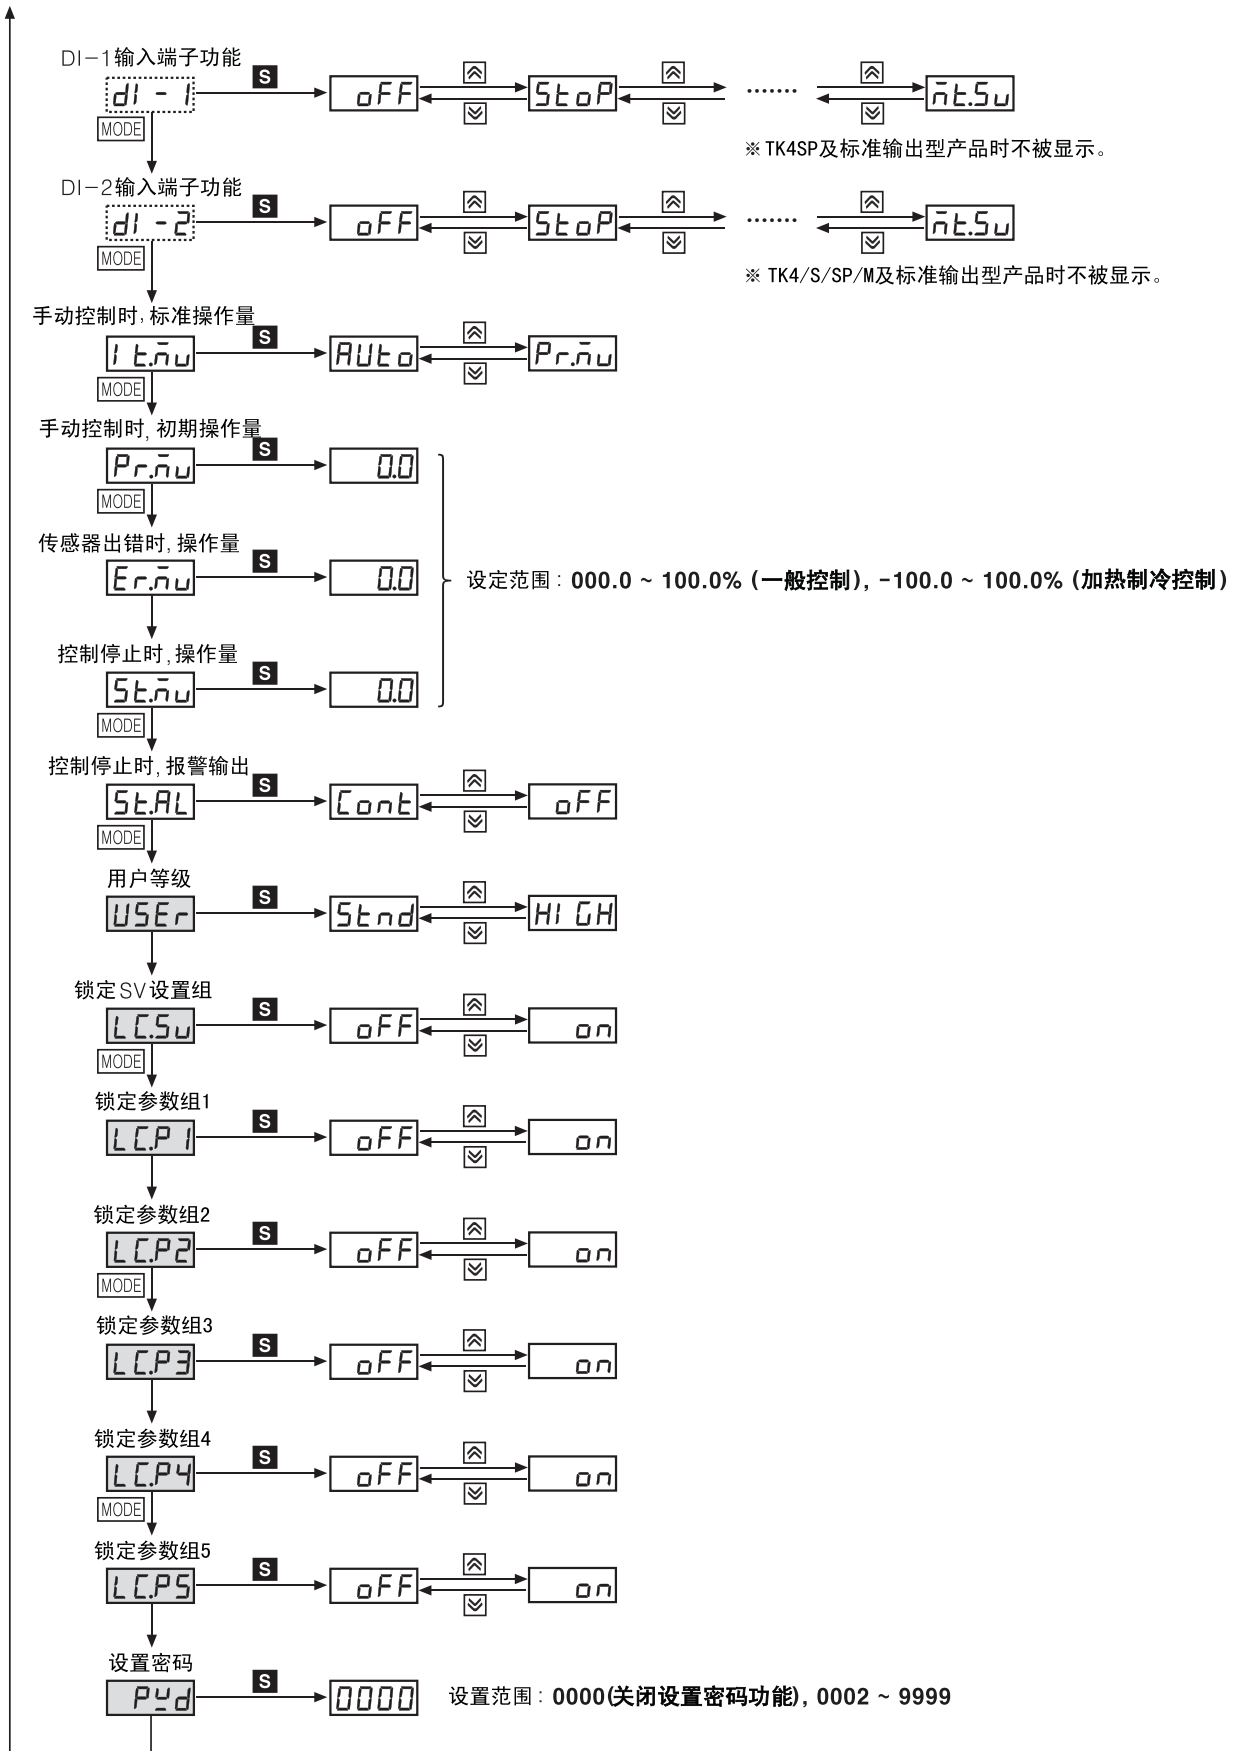 DI-1输入端子功能
dI - 1 S oFF StoP ······· m̄t.Sv
MODE
※ TK4SP及标准输出型产品时不被显示。
DI-2输入端子功能
dI - 2 S oFF StoP ······· m̄t.Sv
MODE
※ TK4/S/SP/M及标准输出型产品时不被显示。
手动控制时, 标准操作量
I t.m̄v S AUto Pr.m̄v
MODE
手动控制时, 初期操作量
Pr.m̄v S 0.0
MODE
传感器出错时, 操作量
Er.m̄v S 0.0
设定范围 : 000.0 ~ 100.0% (一般控制), -100.0 ~ 100.0% (加热制冷控制)
控制停止时, 操作量
St.m̄v S 0.0
MODE
控制停止时, 报警输出
St.AL S Cont oFF
MODE
用户等级
USEr S Stnd HI GH
锁定SV设置组
LC.Sv S oFF on
MODE
锁定参数组1
LC.P1 S oFF on
锁定参数组2
LC.P2 S oFF on
MODE
锁定参数组3
LC.P3 S oFF on
锁定参数组4
LC.P4 S oFF on
MODE
锁定参数组5
LC.P5 S oFF on
设置密码
Pwd S 0000 设置范围 : 0000(关闭设置密码功能), 0002 ~ 9999